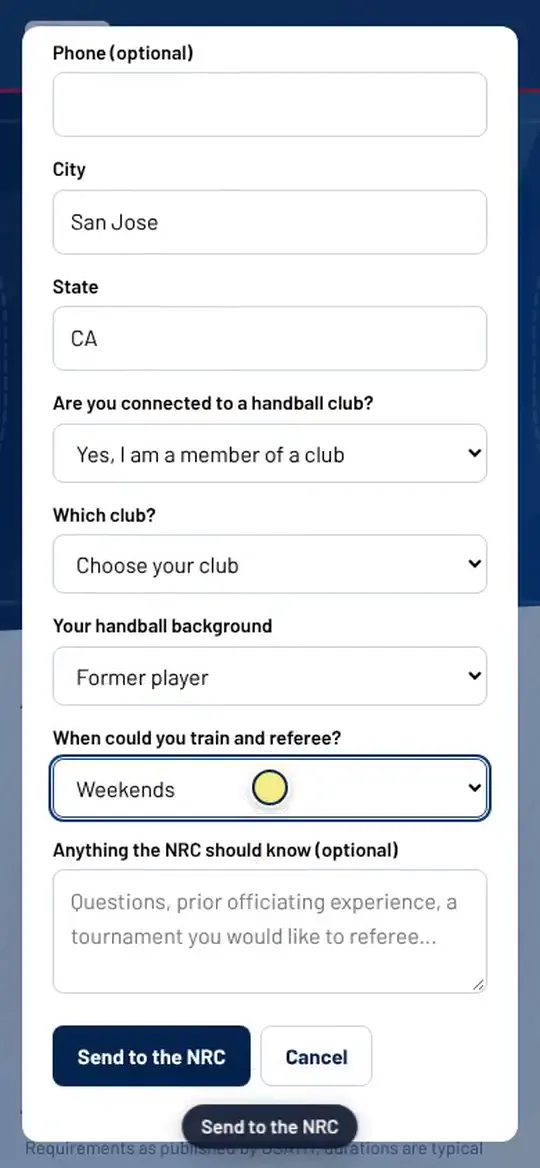 Phone (optional)
City
San Jose
State
CA
Are you connected to a handball club?
Yes, I am a member of a club
Which club?
Choose your club
Your handball background
Former player
When could you train and referee?
Weekends
Anything the NRC should know (optional)
Questions, prior officiating experience, a
tournament you would like to referee...
Send to the NRC
Cancel
Send to the NRC
Requirements as published by USATH, durations are typical